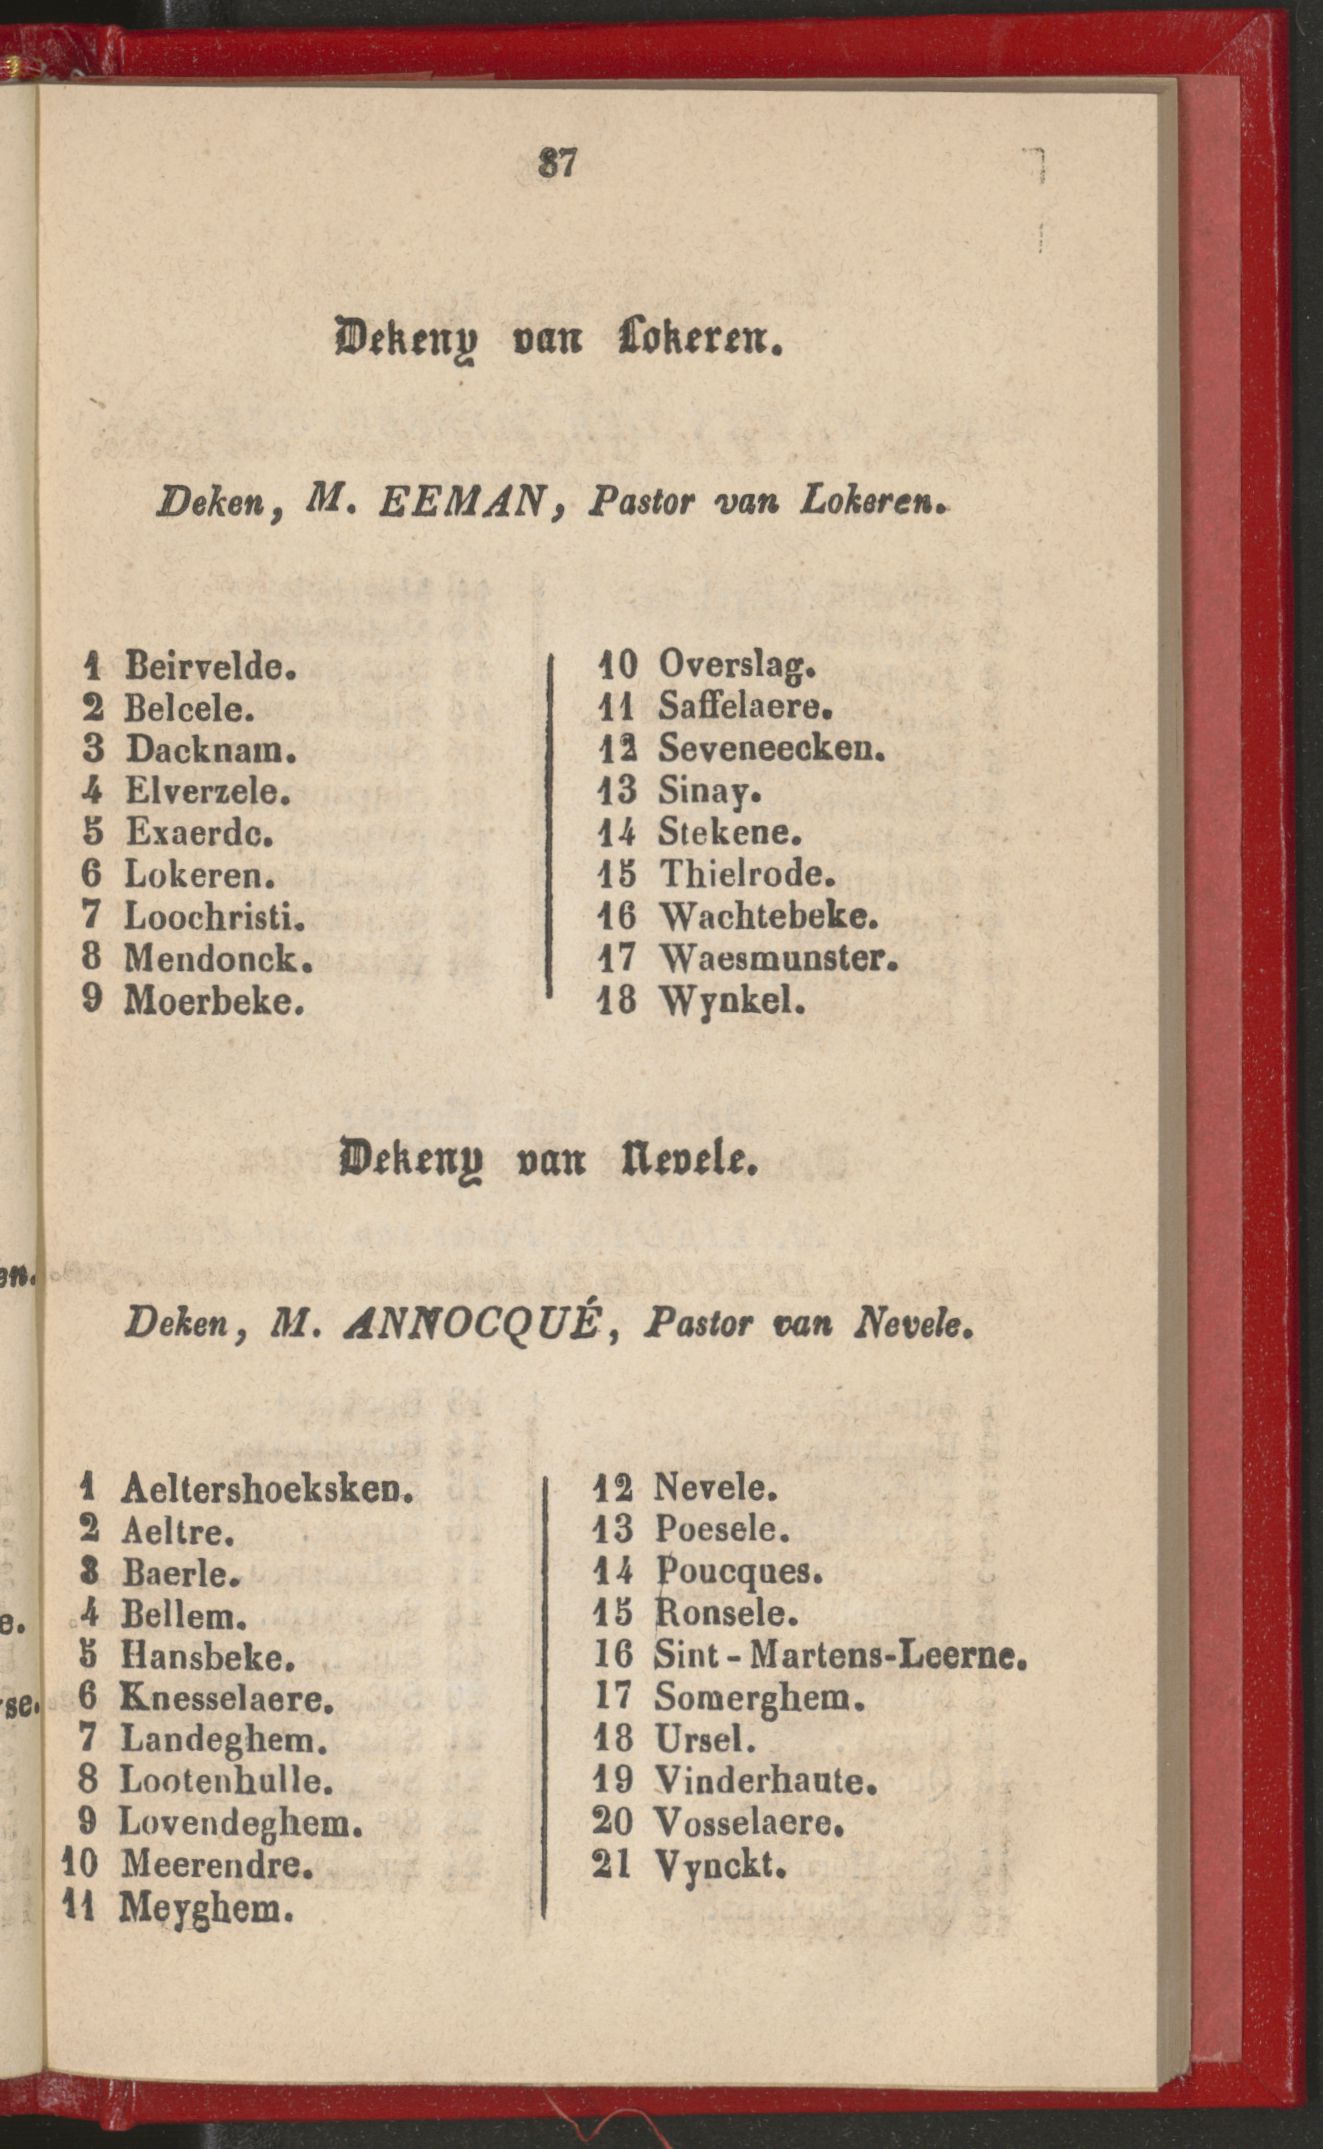 87
Dekeny van Lokeren.
Deken, M. EEMAN, Pastor van Lokeren.
1 Beirvelde.
2 Belcele.
3 Dacknam.
4 Elverzele.
5 Exaerde.
6 Lokeren.
7 Loochristi.
8 Mendonck.
9 Moerbeke.
10 Overslag.
11 Saffelaere.
12 Seveneecken.
13 Sinay.
14 Stekene.
15 Thielrode.
16 Wachtebeke.
17 Waesmunster.
18 Wynkel.
Dekeny van Nevele.
Deken, M. ANNOCQUÉ, Pastor van Nevele.
1 Aeltershoeksken.
2 Aeltre.
3 Baerle.
4 Bellem.
5 Hansbeke.
6 Knesselaere.
7 Landeghem.
8 Lootenhulle.
9 Lovendeghem.
10 Meerendre.
11 Meyghem.
12 Nevele.
13 Poesele.
14 Poucques.
15 Ronsele.
16 Sint-Martens-Leerne.
17 Somerghem.
18 Ursel.
19 Vinderhaute.
20 Vosselaere.
21 Vynckt.